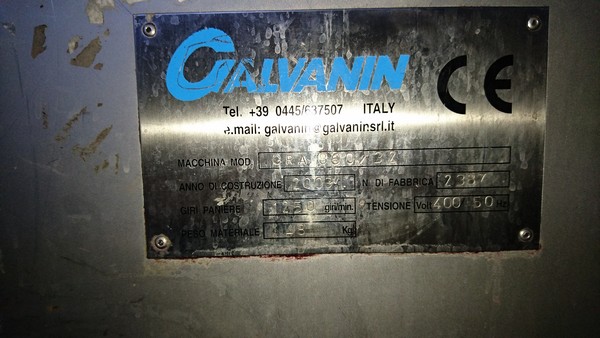 GALVANIN
CE
Tel. +39 0445/637507 ITALY
e.mail: galvanin@galvaninsrl.it
MACCHINA MOD.
ANNO DI COSTRUZIONE N. DI FABBRICA
GIRI PANIERE giri/min. TENSIONE Volt 400 50 Hz
PESO MATERIALE Kg.